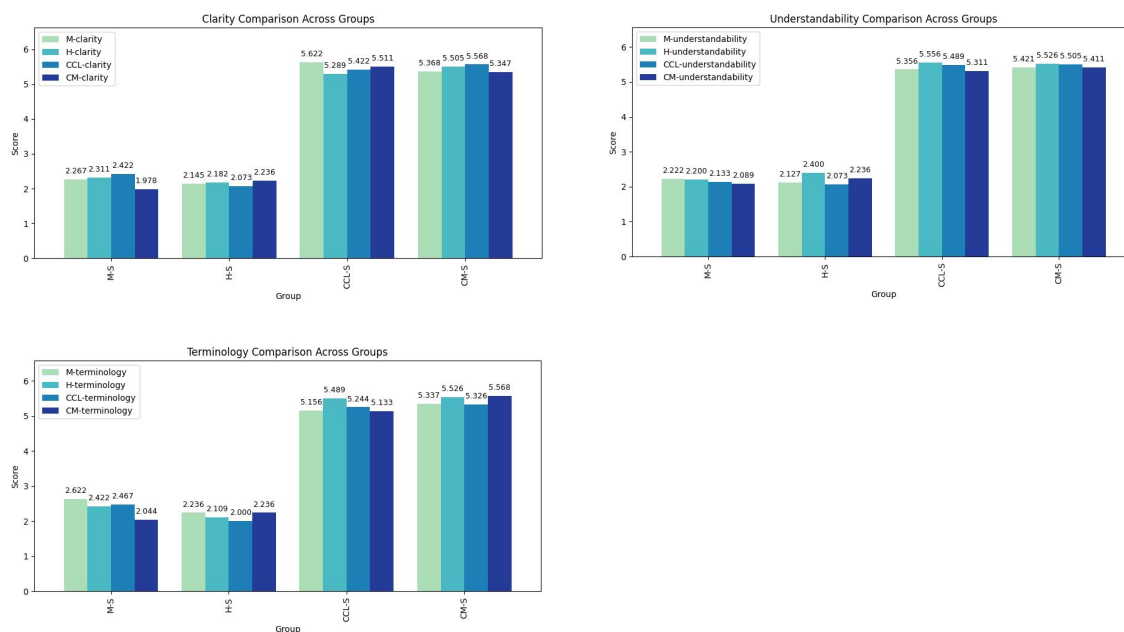 Clarity Comparison Across Groups
M-clarity
H-clarity
CCL-clarity
CM-clarity
Score
6
5
4
3
2
1
0
2.267 2.311 2.422 1.978
2.145 2.182 2.073 2.236
5.622 5.289 5.422 5.511
5.368 5.505 5.568 5.347
M-S
H-S
CCL-S
CM-S
Group
Understandability Comparison Across Groups
M-understandability
H-understandability
CCL-understandability
CM-understandability
Score
6
5
4
3
2
1
0
2.222 2.200 2.133 2.089
2.127 2.400 2.073 2.236
5.356 5.556 5.489 5.311
5.421 5.526 5.505 5.411
M-S
H-S
CCL-S
CM-S
Group
Terminology Comparison Across Groups
M-terminology
H-terminology
CCL-terminology
CM-terminology
Score
6
5
4
3
2
1
0
2.622 2.422 2.467 2.044
2.236 2.109 2.000 2.236
5.156 5.489 5.244 5.133
5.337 5.526 5.326 5.568
M-S
H-S
CCL-S
CM-S
Group